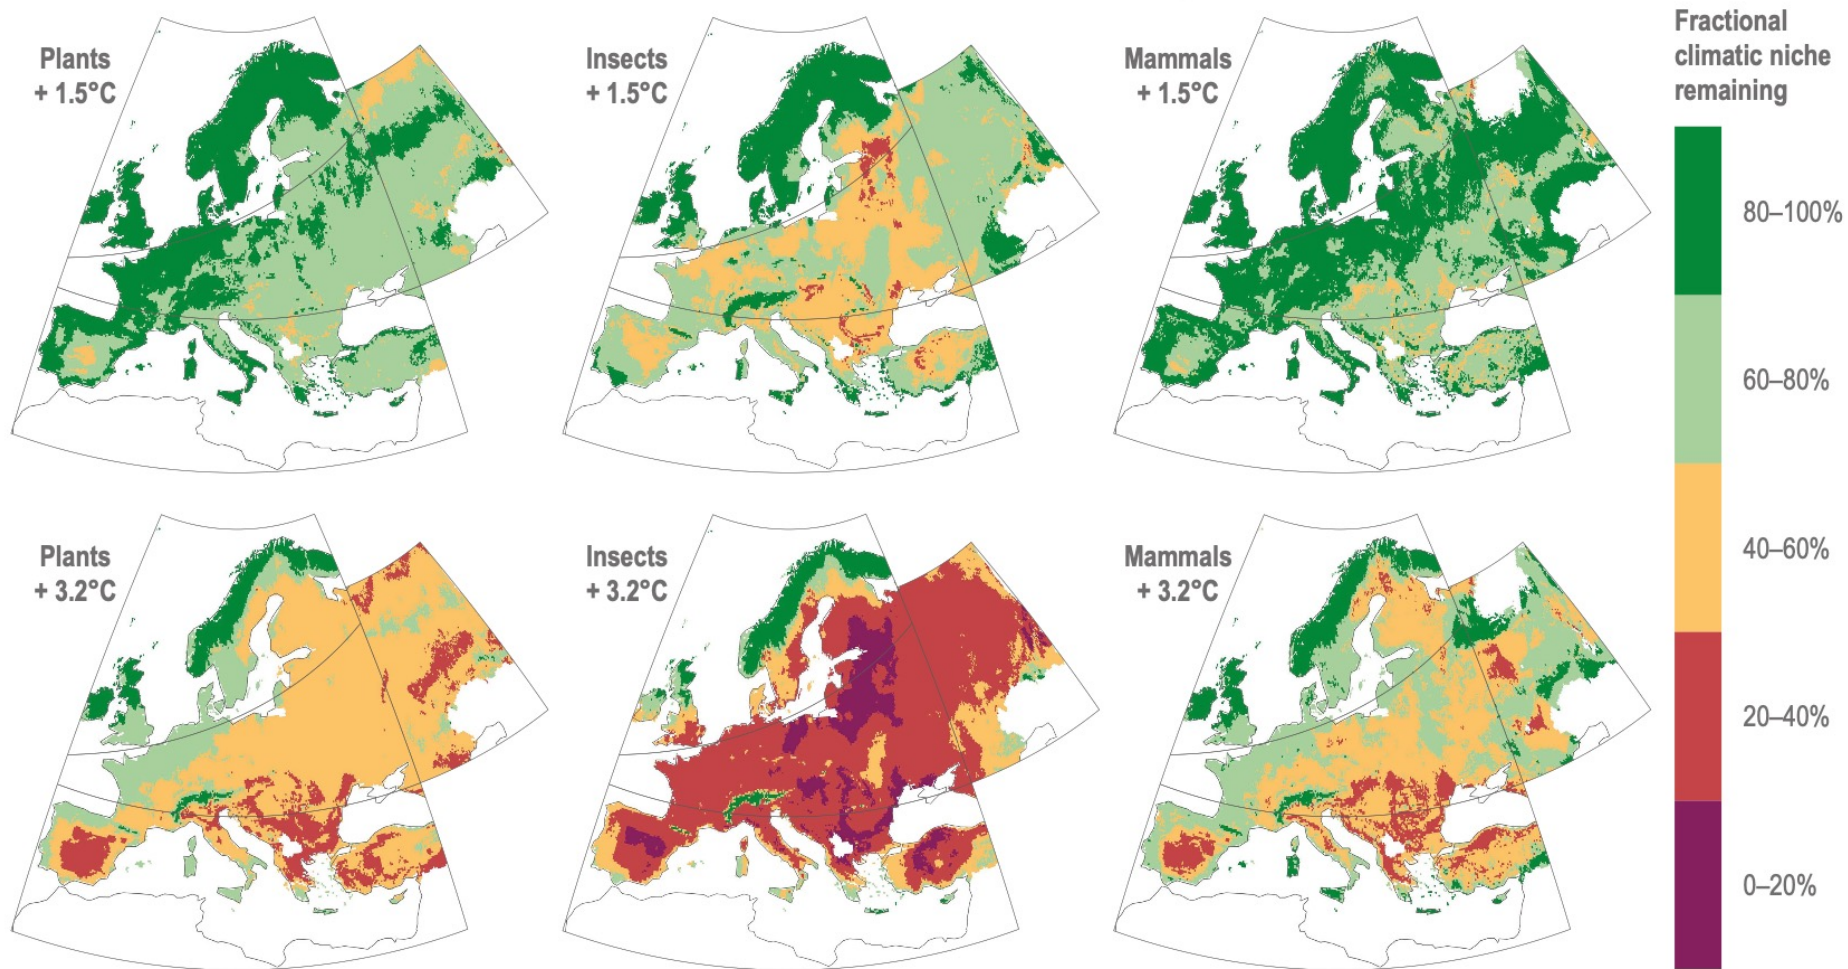 Plants
+ 1.5°C
Insects
+ 1.5°C
Mammals
+ 1.5°C
Fractional
climatic niche
remaining
80–100%
60–80%
40–60%
20–40%
0–20%
Plants
+ 3.2°C
Insects
+ 3.2°C
Mammals
+ 3.2°C